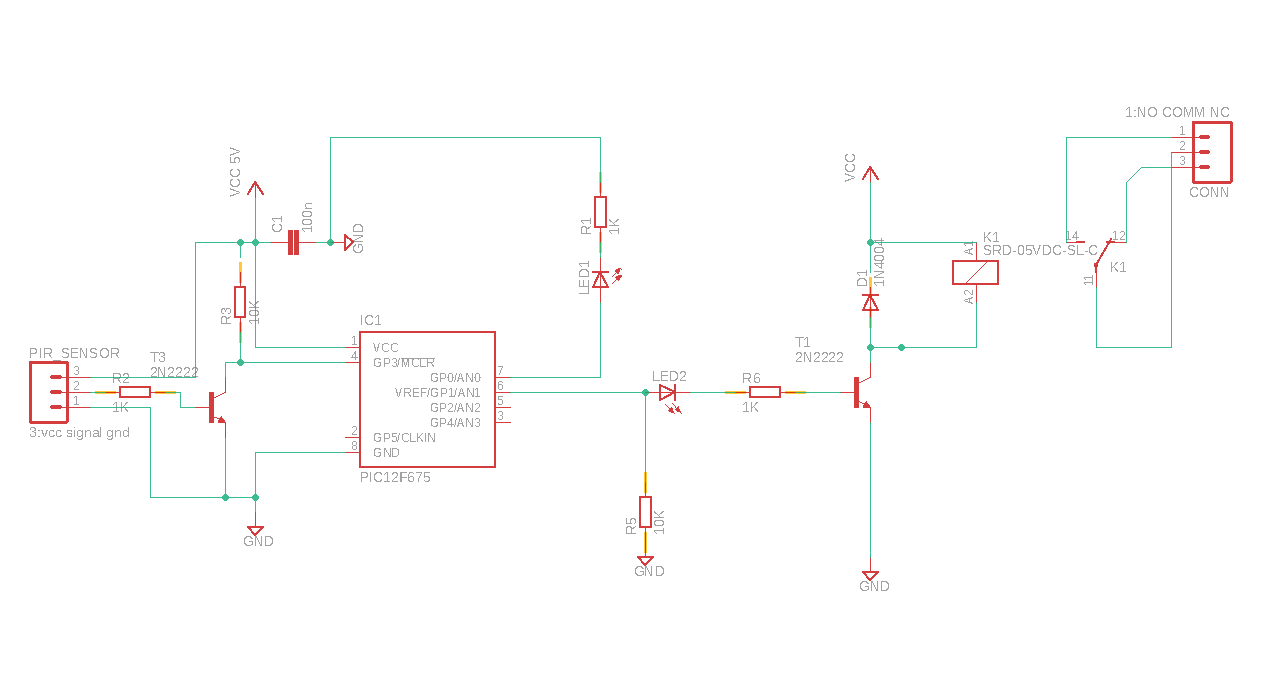 1:NO COMM NC
1
2
3
CONN
VCC 5V
C1
100n
GND
R1
1K
LED1
VCC
D1
1N4004
A1
A2
K1
SRD-05VDC-SL-C
14
12
11
K1
R3
10K
IC1
1
VCC
4
GP3/MCLR
GP0/AN0
7
VREF/GP1/AN1
6
GP2/AN2
5
GP4/AN3
3
2
GP5/CLKIN
8
GND
PIC12F675
PIR_SENSOR
3
2
1
3:vcc signal gnd
R2
1K
T3
2N2222
GND
LED2
R6
1K
T1
2N2222
R5
10K
GND
GND